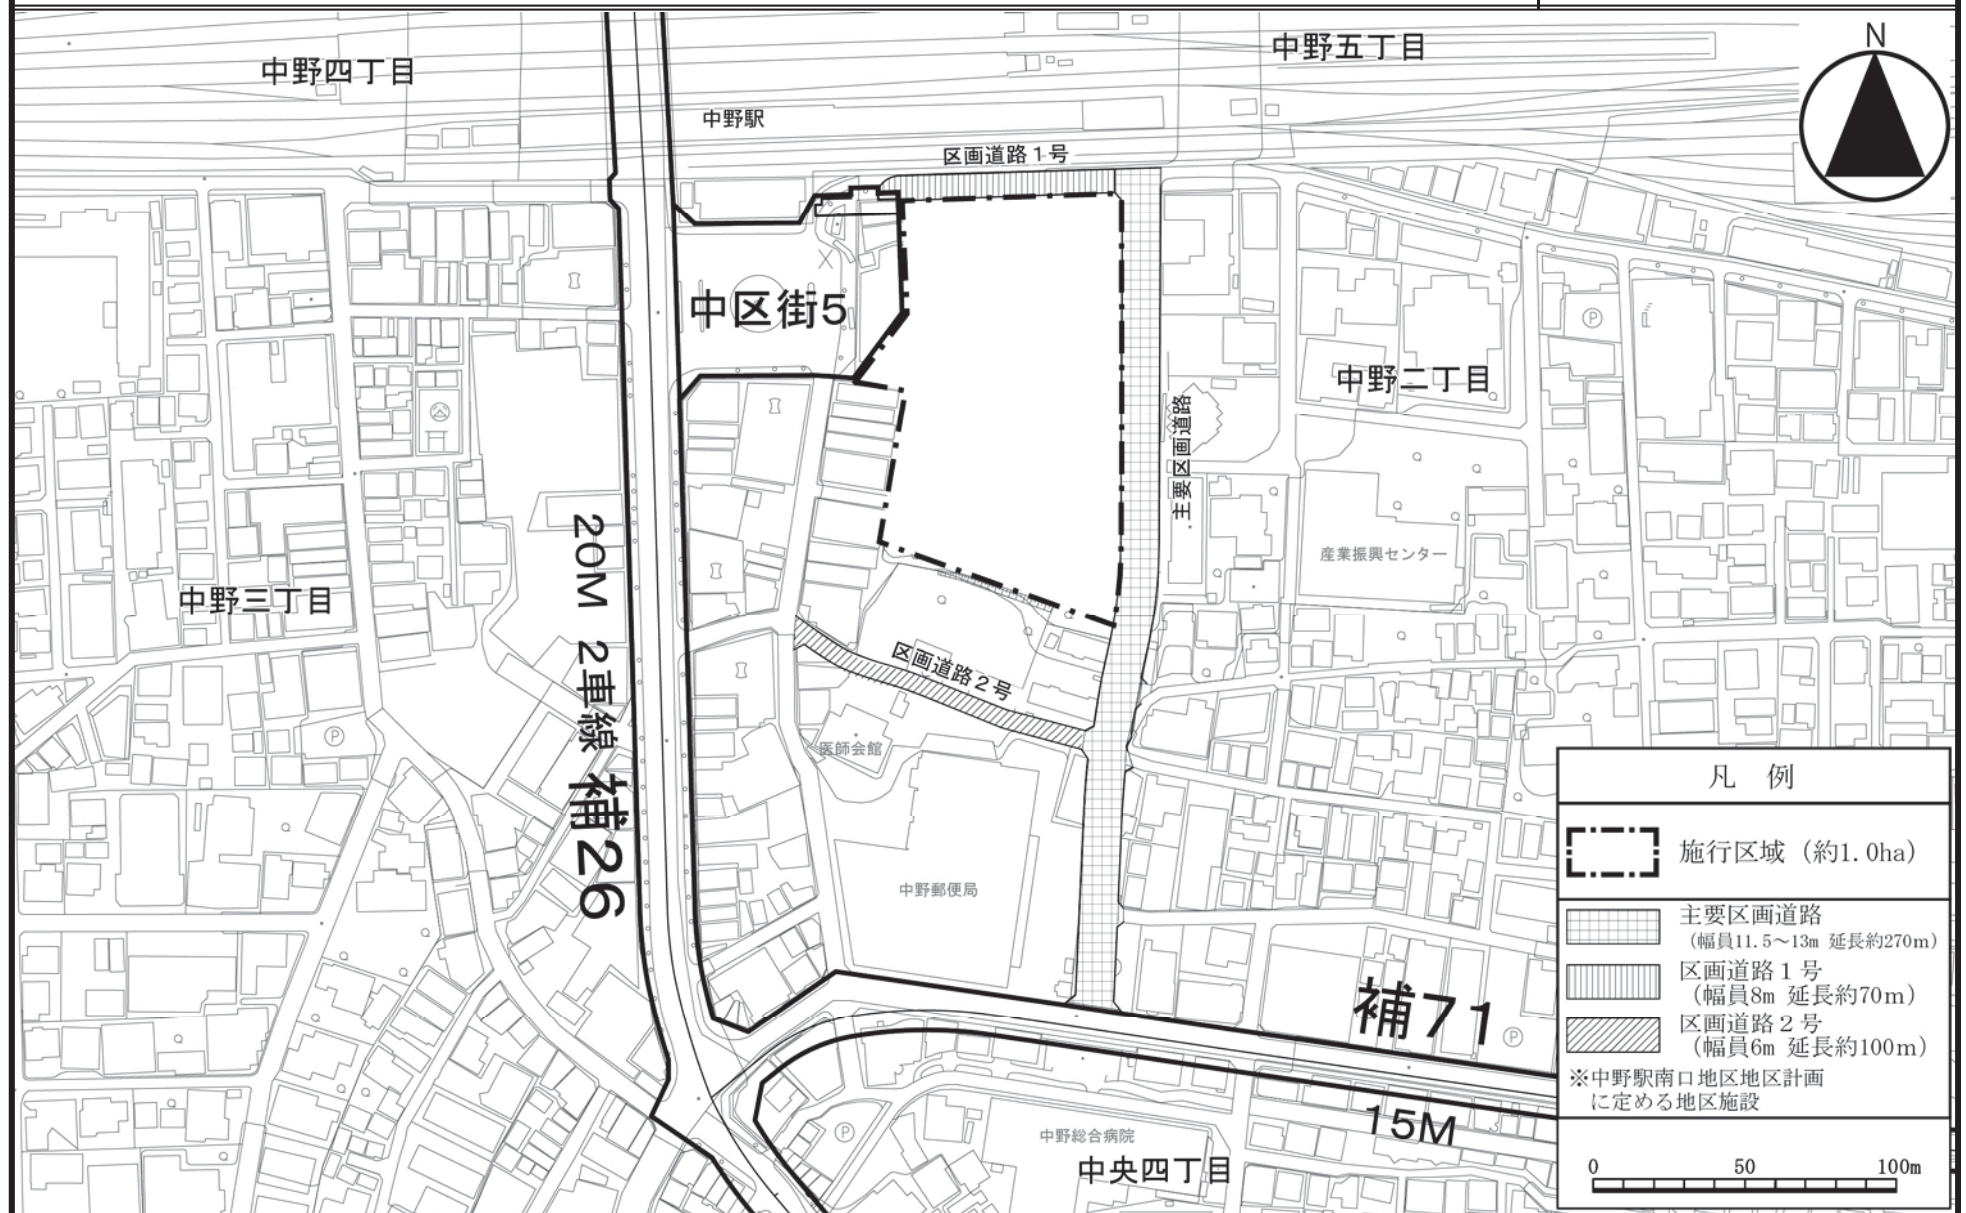 中野四丁目
中野五丁目
N
中野駅
区画道路1号
中区街5
中野二丁目
主要区画道路
P
産業振興センター
中野三丁目
20M 2車線 補26
区画道路2号
P
医師会館
中野郵便局
補71
P
15M
P
中野総合病院
中央四丁目
凡 例
施行区域 (約1.0ha)
主要区画道路
(幅員11.5～13m 延長約270m)
区画道路1号
(幅員8m 延長約70m)
区画道路2号
(幅員6m 延長約100m)
※中野駅南口地区地区計画
に定める地区施設
0 50 100m